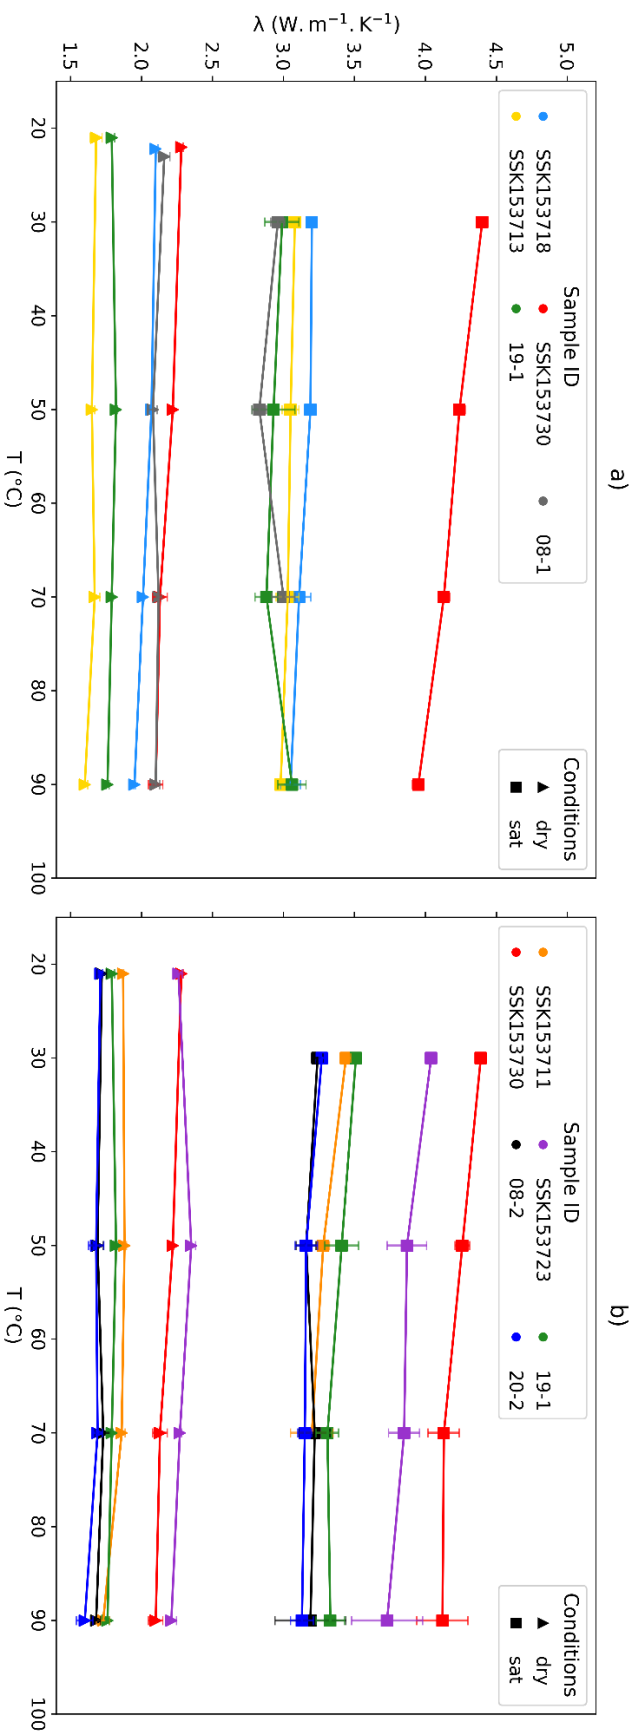 a)
Sample ID
SSK153718 SSK153730 08-1
SSK153713 19-1
Conditions
dry
sat
λ (W. m⁻¹. K⁻¹)
5.0
4.5
4.0
3.5
3.0
2.5
2.0
1.5
20 30 40 50 60 70 80 90 100
T (°C)
b)
Sample ID
SSK153711 SSK153723 19-1
SSK153730 08-2 20-2
Conditions
dry
sat
20 30 40 50 60 70 80 90 100
T (°C)